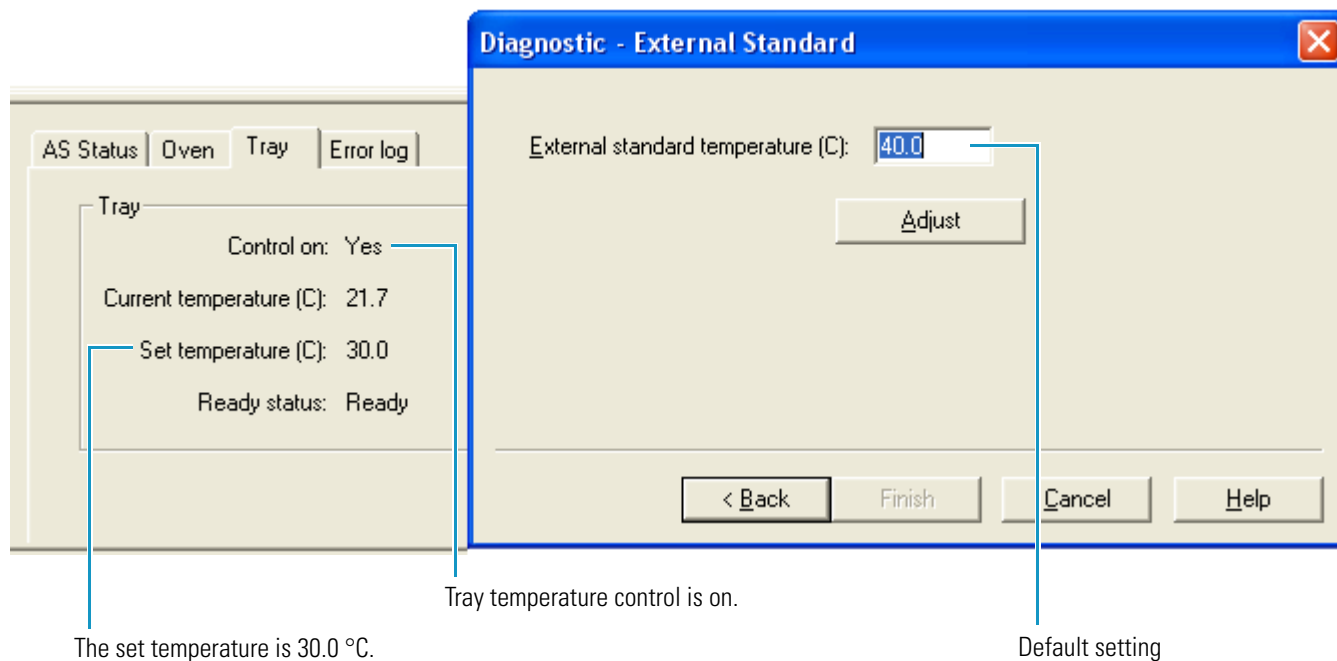 Diagnostic - External Standard
AS Status
Oven
Tray
Error log
Tray
Control on: Yes
Current temperature (C): 21.7
Set temperature (C): 30.0
Ready status: Ready
External standard temperature (C): 40.0
Adjust
< Back
Finish
Cancel
Help
Tray temperature control is on.
The set temperature is 30.0 °C.
Default setting